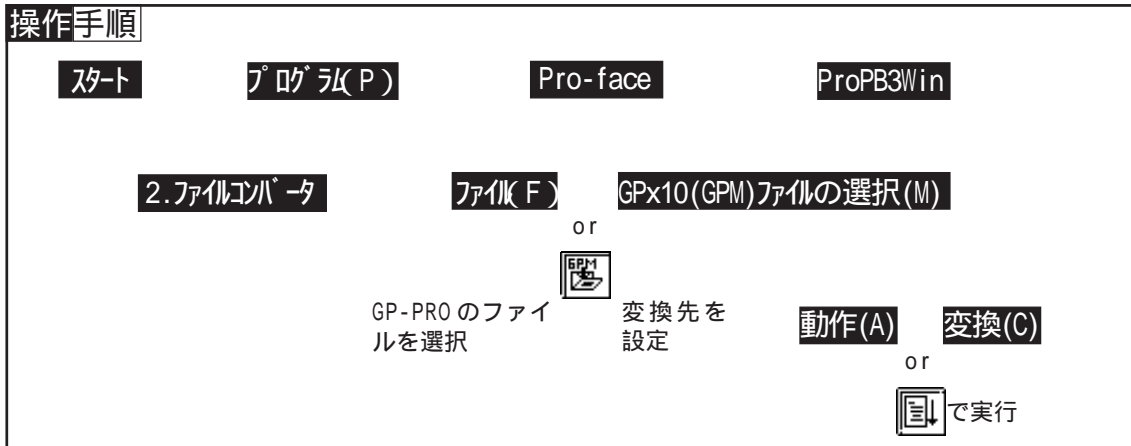 操作手順
スタート プログラム(P) Pro-face ProPB3Win
2.ファイルコンバータ ファイル(F) GPx10(GPM)ファイルの選択(M)
or
GPM
GP-PROのファイ 変換先を
ルを選択 設定 動作(A) 変換(C)
or
で実行